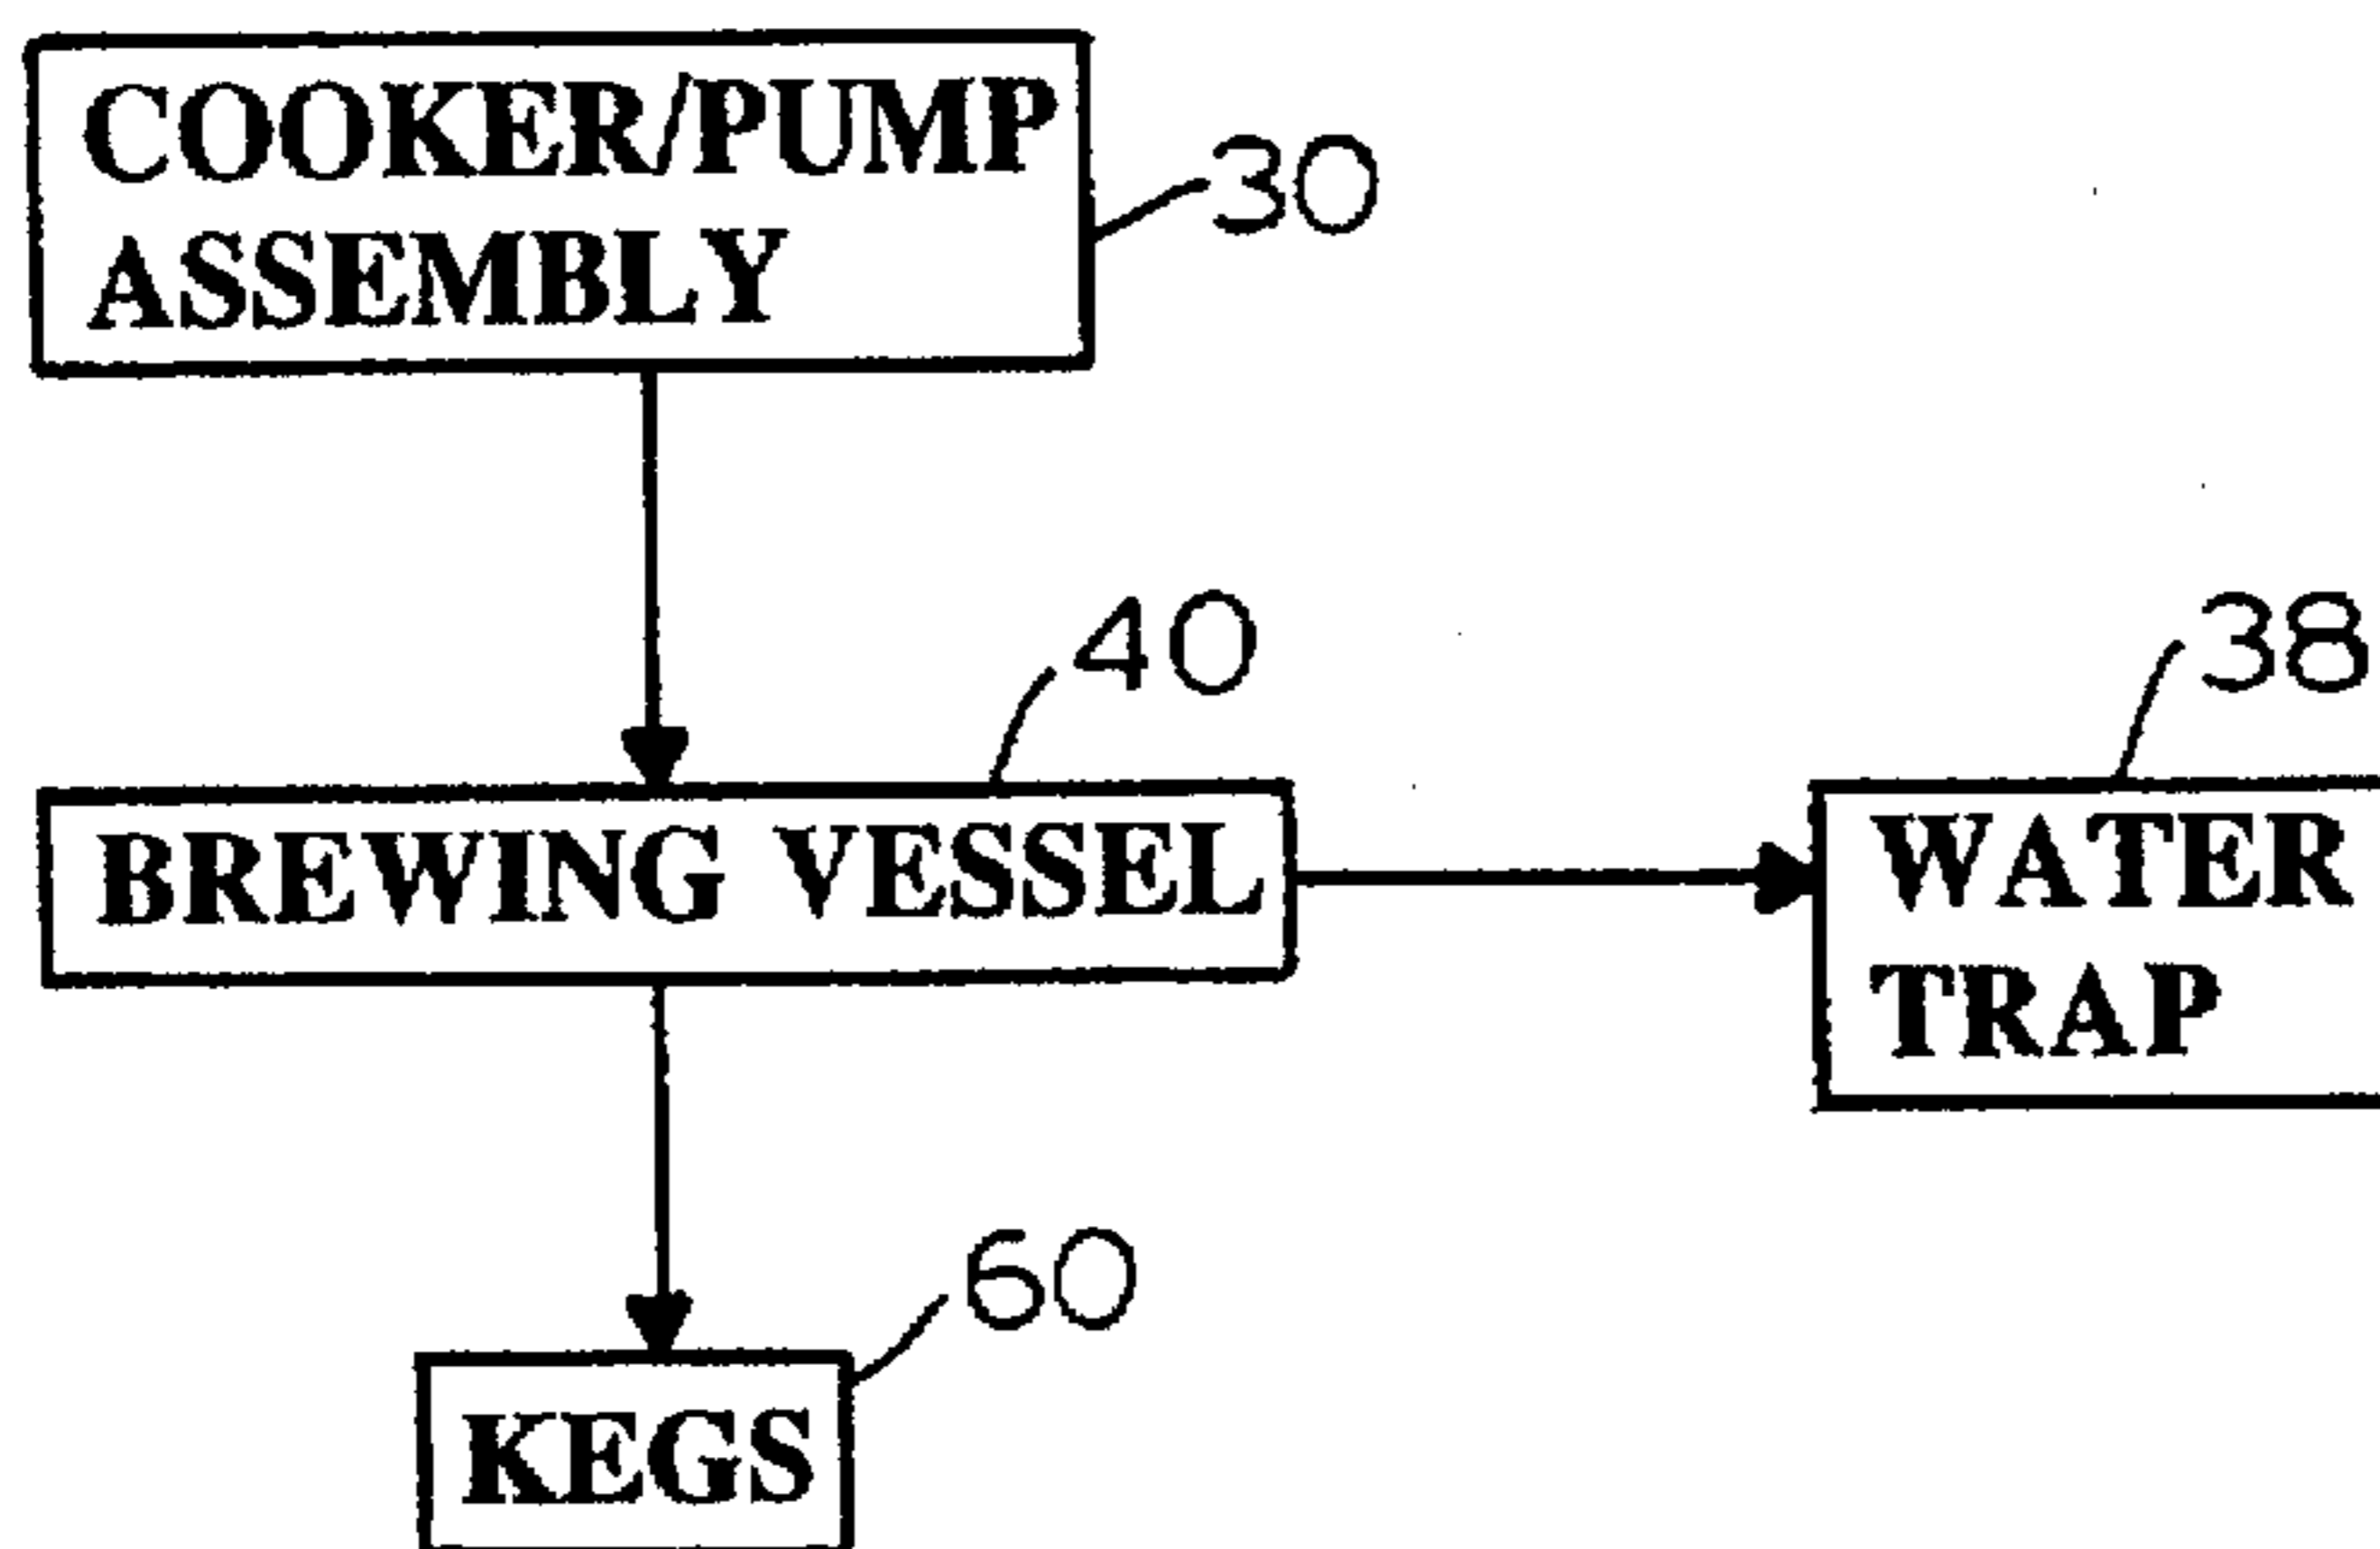 COOKER/PUMP
ASSEMBLY
30
40
38
BREWING VESSEL
WATER
TRAP
60
KEGS